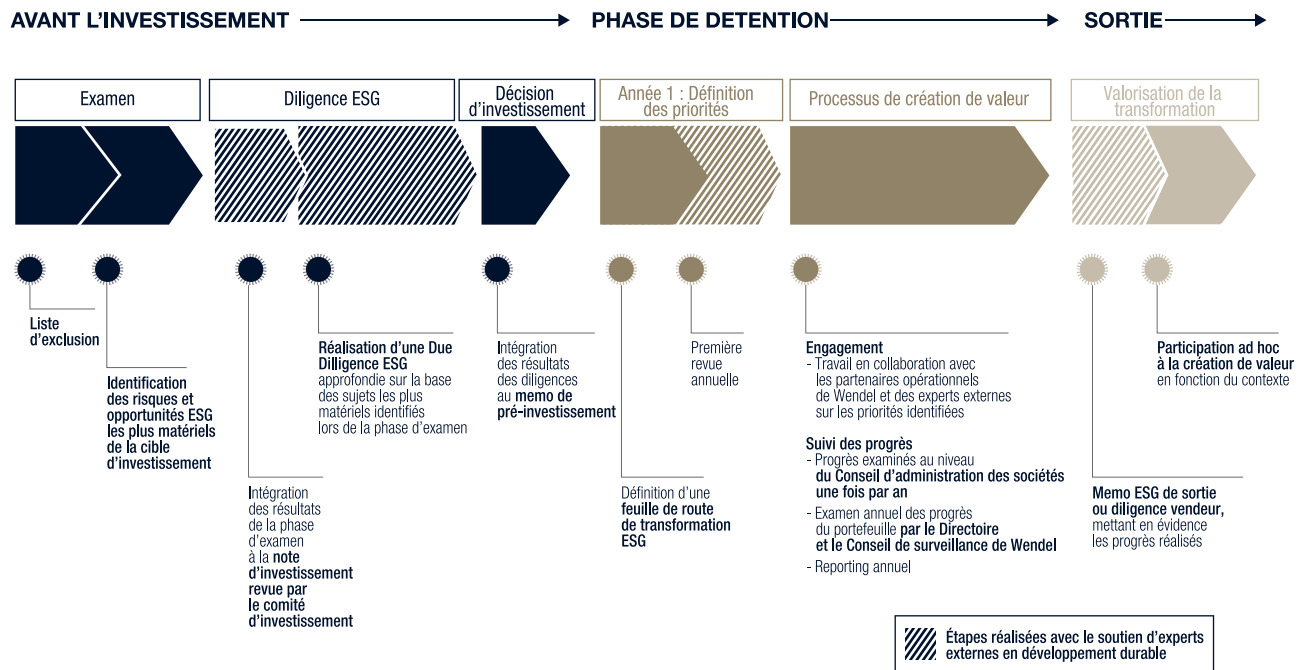 AVANT L'INVESTISSEMENT
PHASE DE DETENTION
SORTIE
Examen
Diligence ESG
Décision
d'investissement
Année 1 : Définition
des priorités
Processus de création de valeur
Valorisation de la
transformation
Liste
d'exclusion
Identification
des risques et
opportunités ESG
les plus matériels
de la cible
d'investissement
Intégration
des résultats
de la phase
d'examen
à la note
d'investissement
revue par
le comité
d'investissement
Réalisation d'une Due
Dilligence ESG
approfondie sur la base
des sujets les plus
matériels identifiés
lors de la phase d'examen
Intégration
des résultats
des diligences
au memo de
pré-investissement
Définition d'une
feuille de route
de transformation
ESG
Première
revue
annuelle
Engagement
- Travail en collaboration avec
les partenaires opérationnels
de Wendel et des experts externes
sur les priorités identifiées
Suivi des progrès
- Progrès examinés au niveau
du Conseil d'administration des sociétés
une fois par an
- Examen annuel des progrès
du portefeuille par le Directoire
et le Conseil de surveillance de Wendel
- Reporting annuel
Memo ESG de sortie
ou diligence vendeur,
mettant en évidence
les progrès réalisés
Participation ad hoc
à la création de valeur
en fonction du contexte
Étapes réalisées avec le soutien d'experts
externes en développement durable